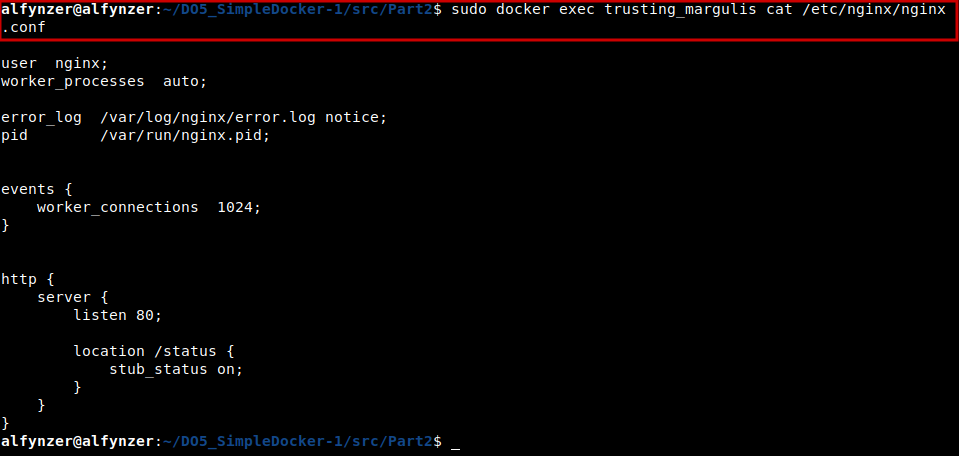 alfynzer@alfynzer:~/DO5_SimpleDocker-1/src/Part2$ sudo docker exec trusting_margulis cat /etc/nginx/nginx
.conf
user  nginx;
worker_processes  auto;
error_log  /var/log/nginx/error.log notice;
pid        /var/run/nginx.pid;
events {
    worker_connections  1024;
}
http {
    server {
        listen 80;
        location /status {
            stub_status on;
        }
    }
}
alfynzer@alfynzer:~/DO5_SimpleDocker-1/src/Part2$ _